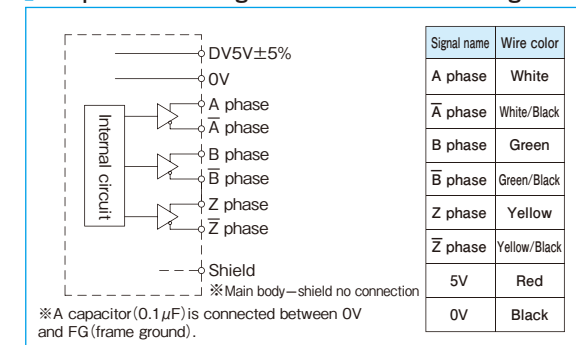 DV5V±5%
0V
A phase
A̅ phase
B phase
B̅ phase
Z phase
Z̅ phase
Internal circuit
Shield
※Main body—shield no connection
※A capacitor(0.1μF)is connected between 0V
and FG(frame ground).
Signal name Wire color
A phase White
A̅ phase White/Black
B phase Green
B̅ phase Green/Black
Z phase Yellow
Z̅ phase Yellow/Black
5V Red
0V Black